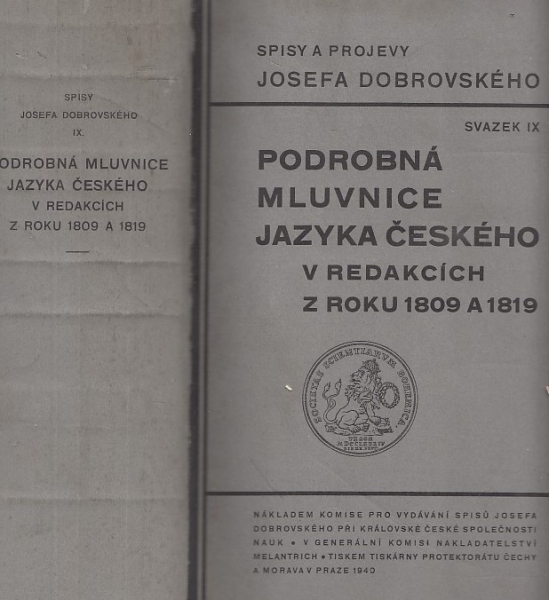 SPISY
JOSEFA DOBROVSKÉHO
IX.
ODROBNÁ MLUVNICE
JAZYKA ČESKÉHO
V REDAKCÍCH
Z ROKU 1809 A 1819
SPISY A PROJEVY
JOSEFA DOBROVSKÉHO
SVAZEK IX
PODROBNÁ
MLUVNICE
JAZYKA ČESKÉHO
V REDAKCÍCH
Z ROKU 1809 A 1819
SOCIETAS SCIENTIARUM BOHEMICA.
NÁKLADEM KOMISE PRO VYDÁVÁNÍ SPISŮ JOSEFA
DOBROVSKÉHO PŘI KRÁLOVSKÉ ČESKÉ SPOLEČNOSTI
NAUK • V GENERÁLNÍ KOMISI NAKLADATELSTVÍ
MELANTRICH • TISKEM TISKÁRNY PROTEKTORÁTU ČECHY
A MORAVA V PRAZE 1940